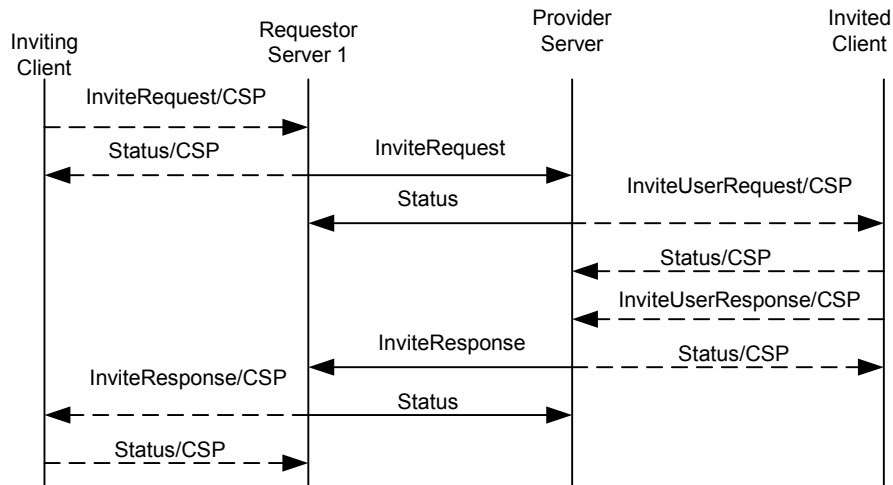 Inviting
Client
Requestor
Server 1
Provider
Server
Invited
Client
InviteRequest/CSP
Status/CSP
InviteRequest
Status
InviteUserRequest/CSP
Status/CSP
InviteUserResponse/CSP
InviteResponse
Status/CSP
InviteResponse/CSP
Status
Status/CSP